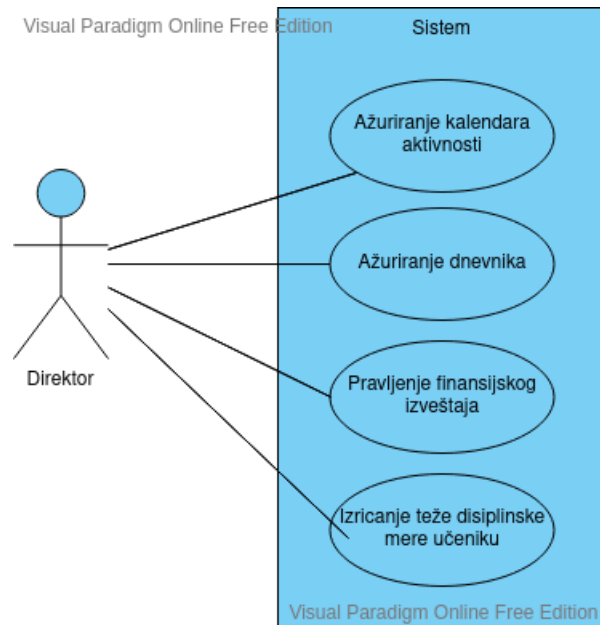 Visual Paradigm Online Free Edition
Sistem
Ažuriranje kalendara
aktivnosti
Ažuriranje dnevnika
Direktor
Pravljenje finansijskog
izveštaja
Izricanje teže disiplinske
mere učeniku
Visual Paradigm Online Free Edition